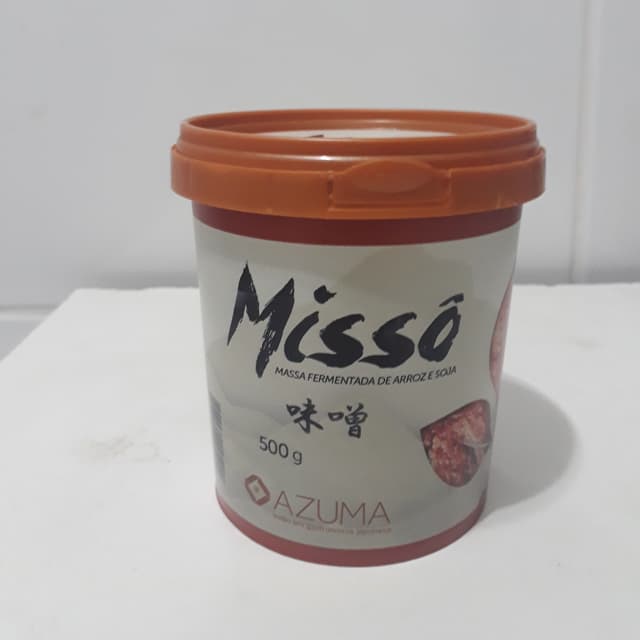 Missô
MASSA FERMENTADA DE ARROZ E SOJA
味噌
500 g
AZUMA